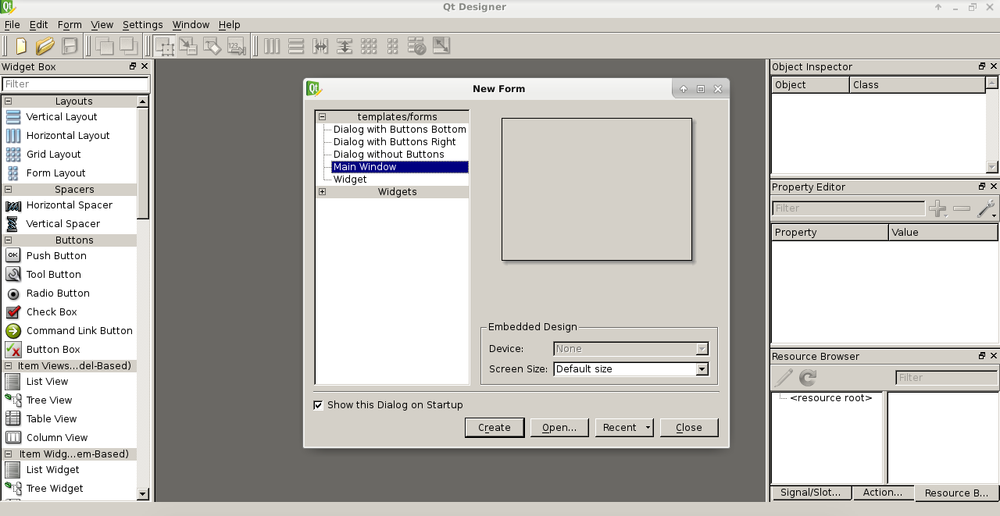 Qt Designer
File Edit Form View Settings Window Help
Widget Box
Filter
Layouts
Vertical Layout
Horizontal Layout
Grid Layout
Form Layout
Spacers
Horizontal Spacer
Vertical Spacer
Buttons
Push Button
Tool Button
Radio Button
Check Box
Command Link Button
Button Box
Item Views...del-Based)
List View
Tree View
Table View
Column View
Item Widg...em-Based)
List Widget
Tree Widget
New Form
templates/forms
Dialog with Buttons Bottom
Dialog with Buttons Right
Dialog without Buttons
Main Window
Widget
Widgets
Embedded Design
Device: None
Screen Size: Default size
Show this Dialog on Startup
Create Open... Recent Close
Object Inspector
Object Class
Property Editor
Filter
Property Value
Resource Browser
Filter
<resource root>
Signal/Slot... Action... Resource B...